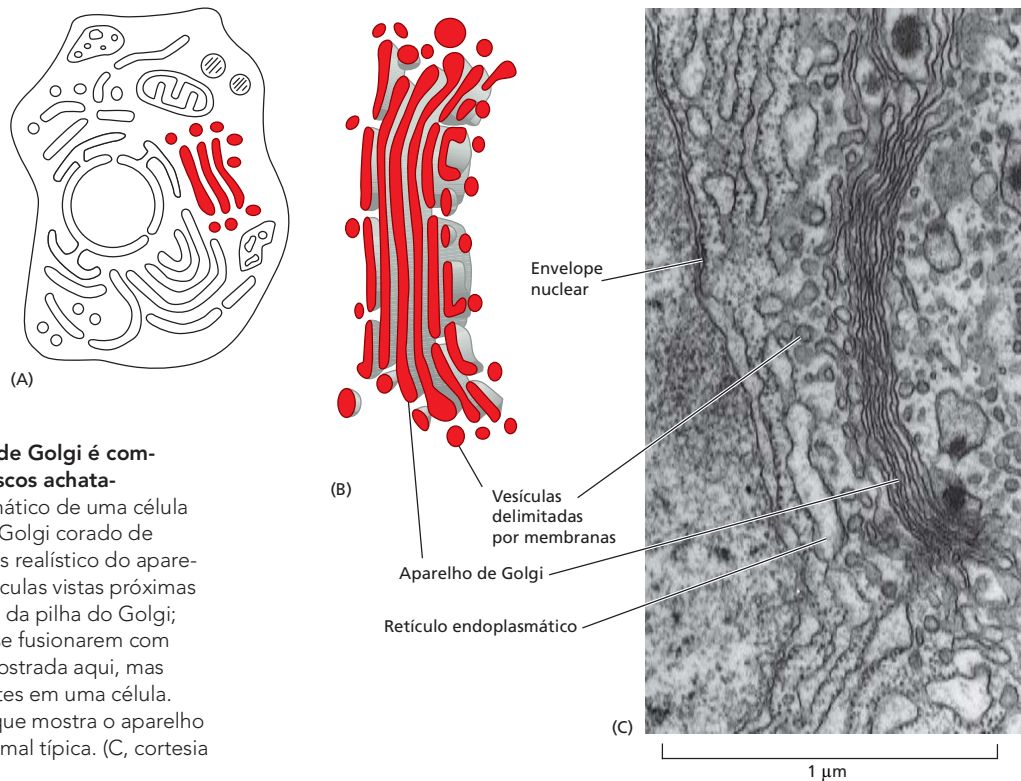 (A)
(B)
Envelope
nuclear
Vesículas
delimitadas
por membranas
Aparelho de Golgi
Retículo endoplasmático
(C)
1 μm
de Golgi é com-
scos achata-
mático de uma célula
Golgi corado de
s realístico do apare-
culas vistas próximas
da pilha do Golgi;
se fusionarem com
ostrada aqui, mas
tes em uma célula.
que mostra o aparelho
mal típica. (C, cortesia